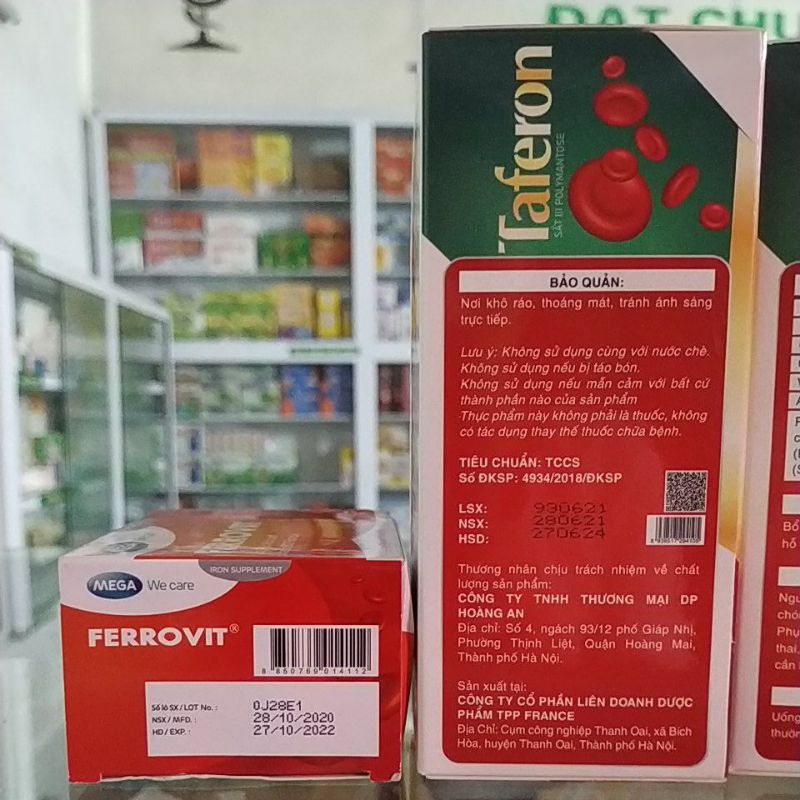 ĐẠT CHU
Taferon
SẮT III POLYMANTOSE
BẢO QUẢN:
Nơi khô ráo, thoáng mát, tránh ánh sáng
trực tiếp.
Lưu ý: Không sử dụng cùng với nước chè.
Không sử dụng nếu bị táo bón.
Không sử dụng nếu mẫn cảm với bất cứ
thành phần nào của sản phẩm
Thực phẩm này không phải là thuốc, không
có tác dụng thay thế thuốc chữa bệnh.
TIÊU CHUẨN: TCCS
Số ĐKSP: 4934/2018/ĐKSP
LSX: 930621
NSX: 280621
HSD: 270624
Thương nhân chịu trách nhiệm về chất
lượng sản phẩm:
CÔNG TY TNHH THƯƠNG MẠI DP
HOÀNG AN
Địa chỉ: Số 4, ngách 93/12 phố Giáp Nhị,
Phường Thịnh Liệt, Quận Hoàng Mai,
Thành phố Hà Nội.
Sản xuất tại:
CÔNG TY CỔ PHẦN LIÊN DOANH DƯỢC
PHẨM TPP FRANCE
Địa Chỉ: Cụm công nghiệp Thanh Oai, xã Bích
Hòa, huyện Thanh Oai, Thành phố Hà Nội.
IRON SUPPLEMENT
MEGA We care
FERROVIT®
8 850769 014112
Số lô SX / LOT No. : 0J28E1
NSX / MFD. : 28/10/2020
HD / EXP. : 27/10/2022